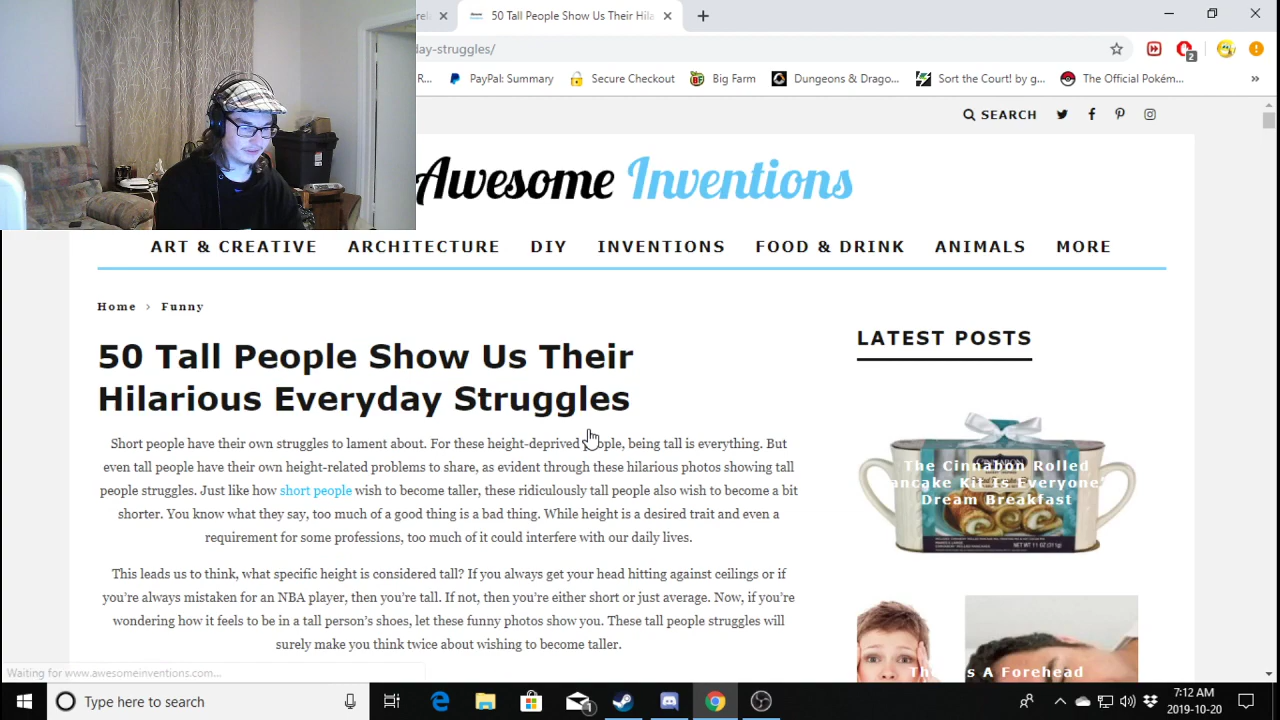 50 Tall People Show Us Their Hila
day-struggles/
2
R...
PayPal: Summary
Secure Checkout
Big Farm
Dungeons & Drago...
Sort the Court! by g...
The Official Pokém...
»
SEARCH
Awesome Inventions
ART & CREATIVE
ARCHITECTURE
DIY
INVENTIONS
FOOD & DRINK
ANIMALS
MORE
Home > Funny
50 Tall People Show Us Their
Hilarious Everyday Struggles
Short people have their own struggles to lament about. For these height-deprived people, being tall is everything. But
even tall people have their own height-related problems to share, as evident through these hilarious photos showing tall
people struggles. Just like how short people wish to become taller, these ridiculously tall people also wish to become a bit
shorter. You know what they say, too much of a good thing is a bad thing. While height is a desired trait and even a
requirement for some professions, too much of it could interfere with our daily lives.
This leads us to think, what specific height is considered tall? If you always get your head hitting against ceilings or if
you're always mistaken for an NBA player, then you're tall. If not, then you're either short or just average. Now, if you're
wondering how it feels to be in a tall person's shoes, let these funny photos show you. These tall people struggles will
surely make you think twice about wishing to become taller.
LATEST POSTS
The Cinnabon Rolled
Pancake Kit Is Everyone's
Dream Breakfast
NET WT 11 OZ (311g)
A Forehead
Waiting for www.awesomeinventions.com...
Type here to search
1
7:12 AM
2019-10-20